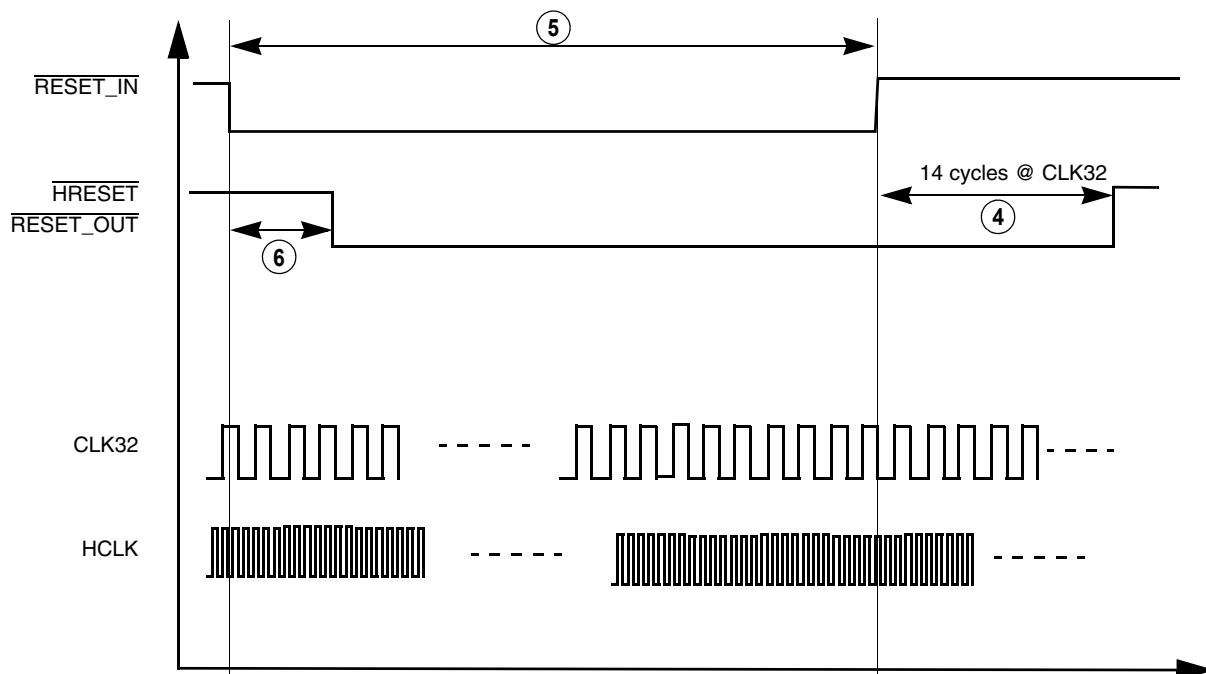 5
RESET_IN
HRESET
14 cycles @ CLK32
RESET_OUT
4
6
CLK32
HCLK